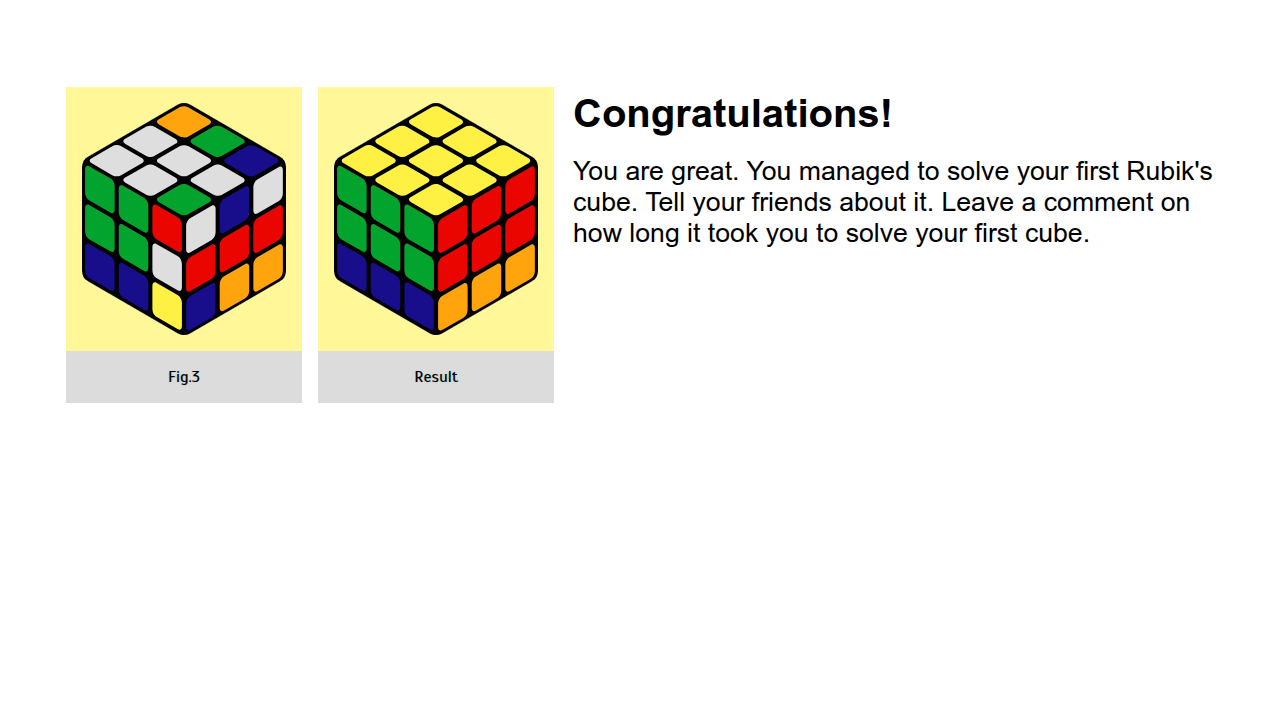 Congratulations!
You are great. You managed to solve your first Rubik's
cube. Tell your friends about it. Leave a comment on
how long it took you to solve your first cube.
Fig.3
Result